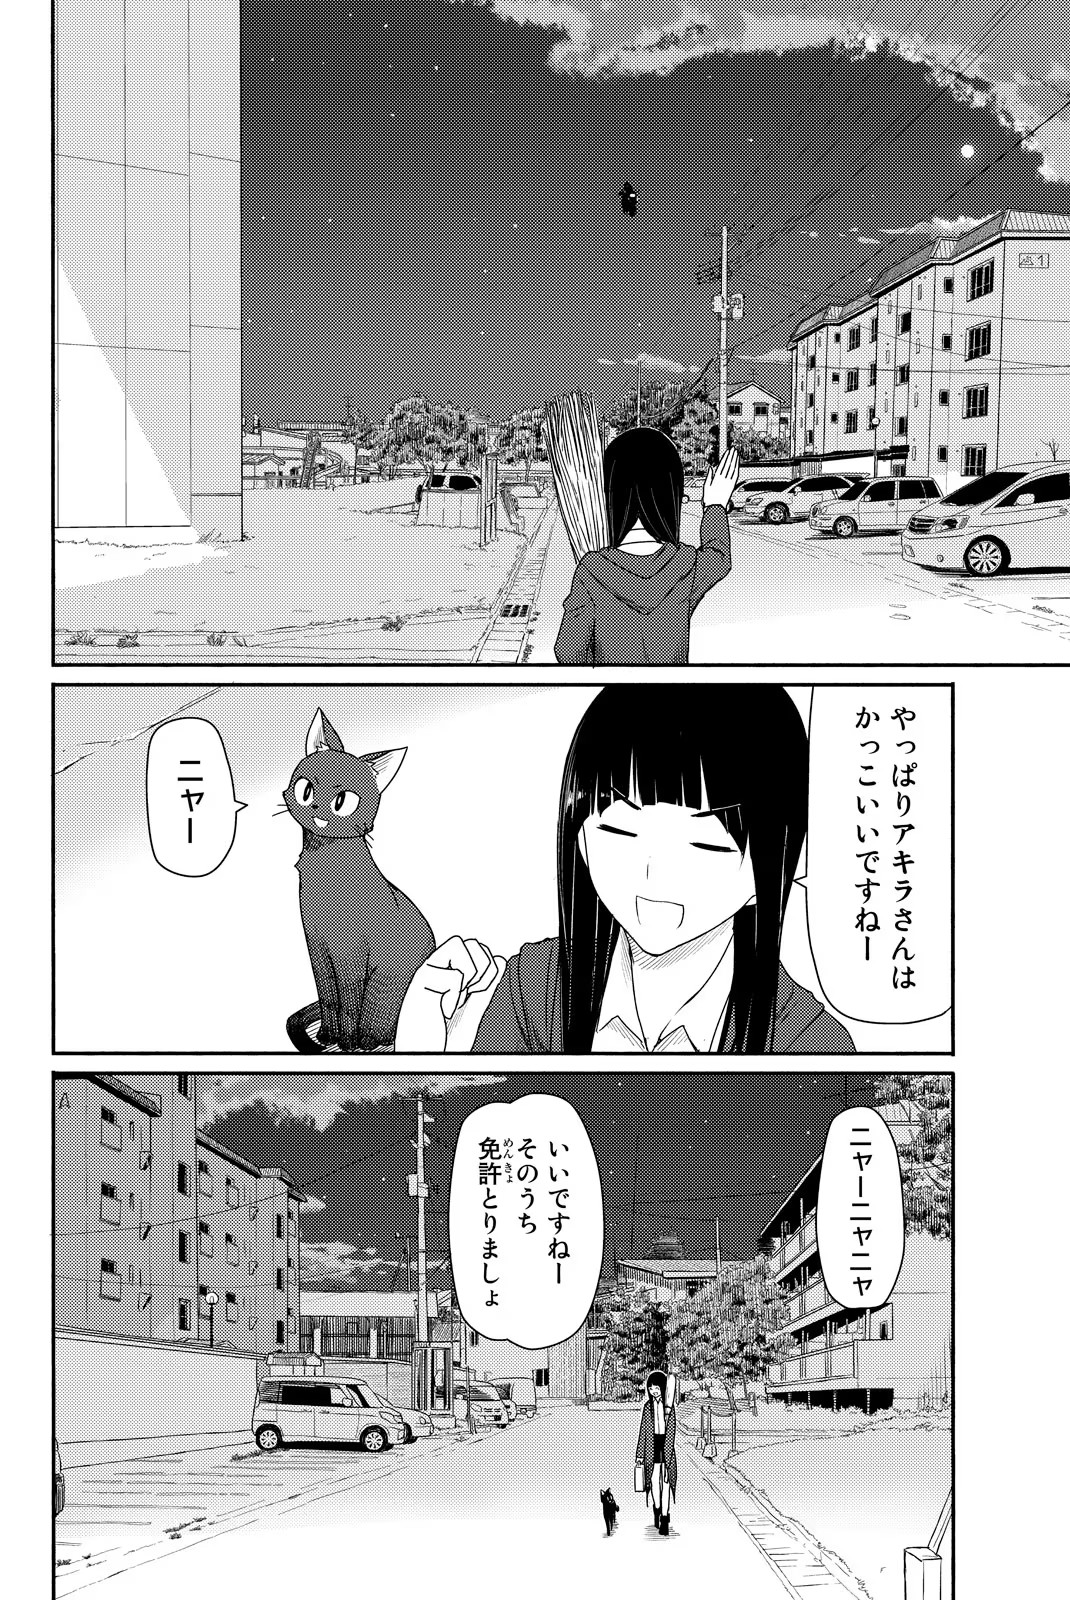 1
やっぱりアキラさんは
かっこいいですねー
ニャー
A
ニャーニャニャ
いいですねー
そのうち
免許とりましょ
めんきょ